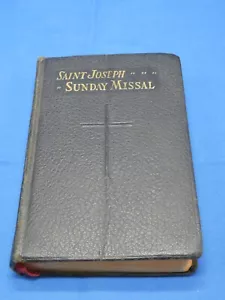 SAINT JOSEPH " " "
" SUNDAY MISSAL